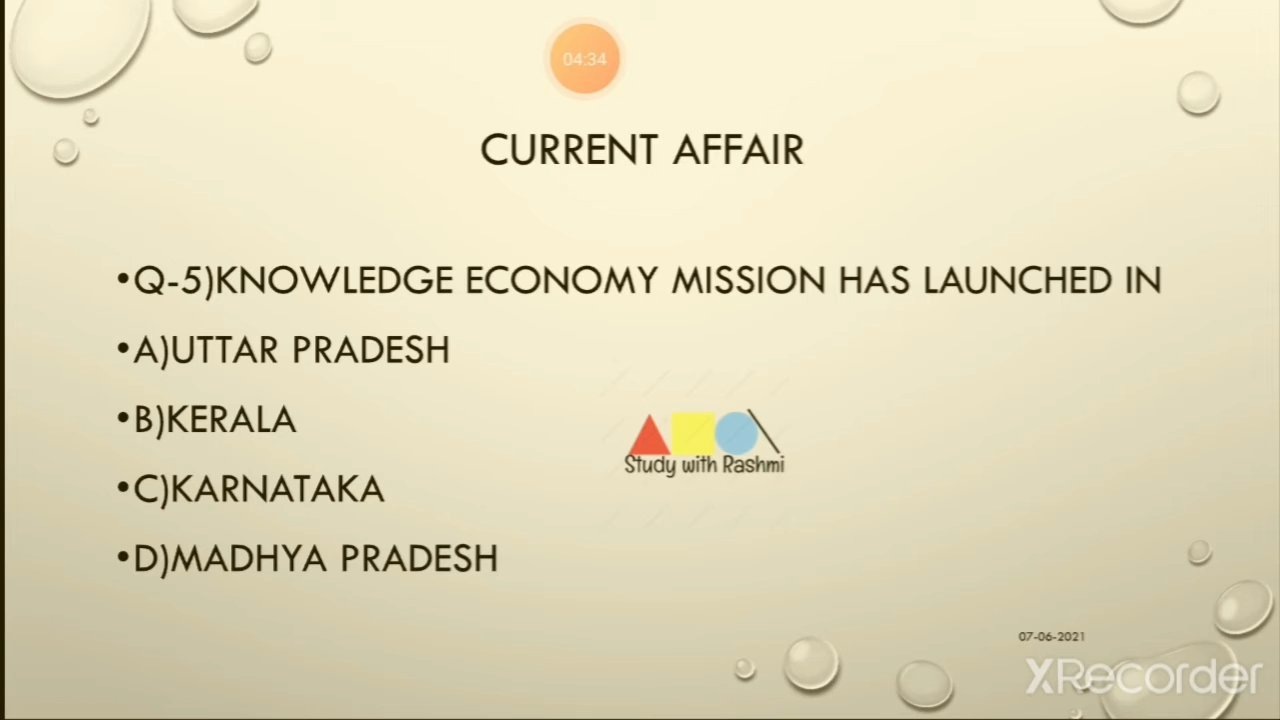 04:34
CURRENT AFFAIR
•Q-5)KNOWLEDGE ECONOMY MISSION HAS LAUNCHED IN
•A)UTTAR PRADESH
•B)KERALA
•C)KARNATAKA
•D)MADHYA PRADESH
Study with Rashmi
07-06-2021
XRecorder